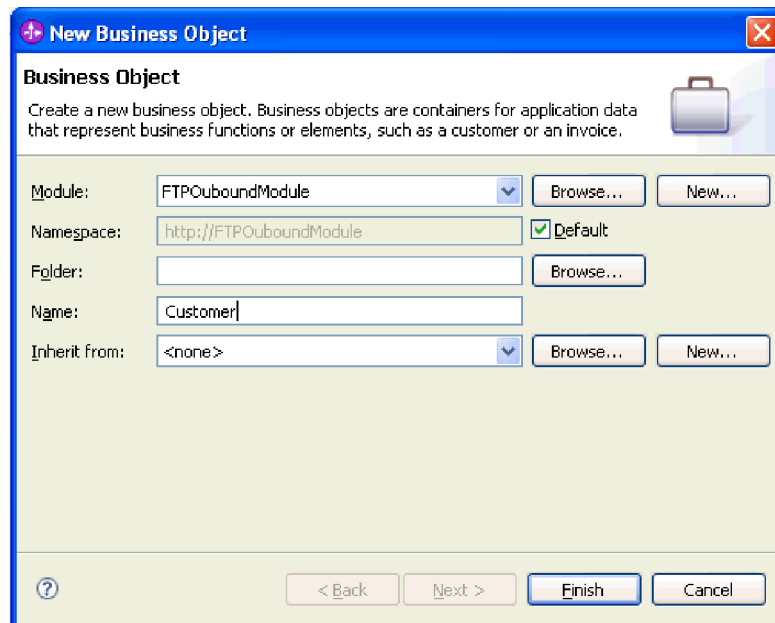 New Business Object
Business Object
Create a new business object. Business objects are containers for application data
that represent business functions or elements, such as a customer or an invoice.
Module: FTPOuboundModule Browse... New...
Namespace: http://FTPOuboundModule Default
Folder: Browse...
Name: Customer
Inherit from: <none> Browse... New...
? < Back Next > Finish Cancel